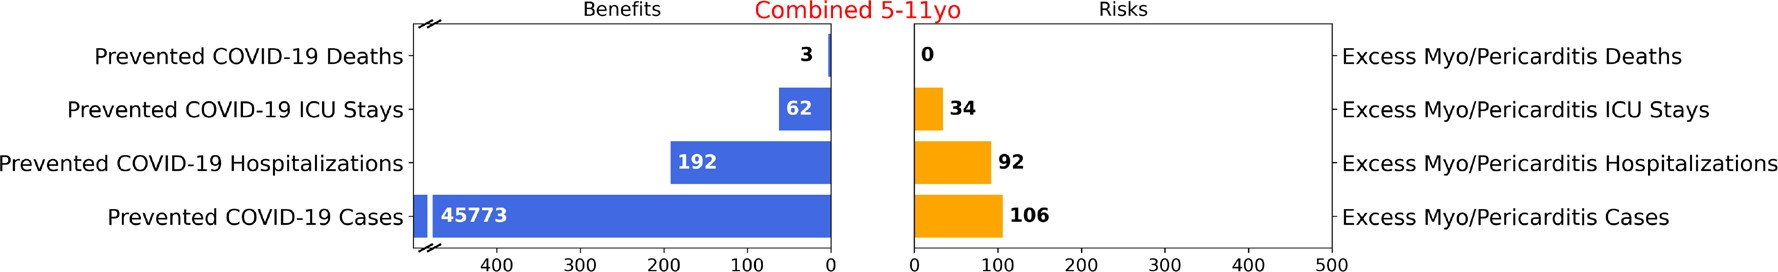 Benefits Combined 5-11yo Risks
Prevented COVID-19 Deaths 3 0 Excess Myo/Pericarditis Deaths
Prevented COVID-19 ICU Stays 62 34 Excess Myo/Pericarditis ICU Stays
Prevented COVID-19 Hospitalizations 192 92 Excess Myo/Pericarditis Hospitalizations
Prevented COVID-19 Cases 45773 106 Excess Myo/Pericarditis Cases
400 300 200 100 0 0 100 200 300 400 500